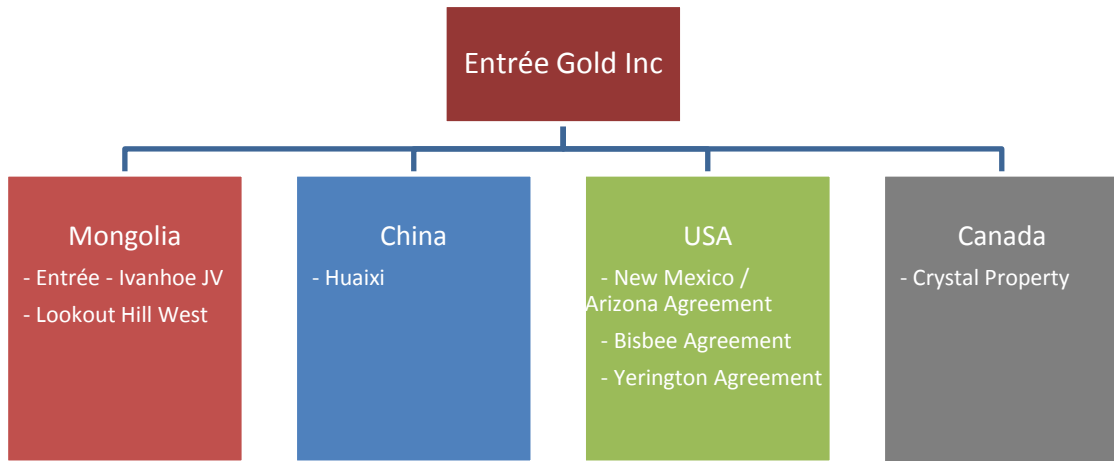 Entrée Gold Inc
Mongolia
- Entrée - Ivanhoe JV
- Lookout Hill West
China
- Huaixi
USA
- New Mexico /
Arizona Agreement
- Bisbee Agreement
- Yerington Agreement
Canada
- Crystal Property